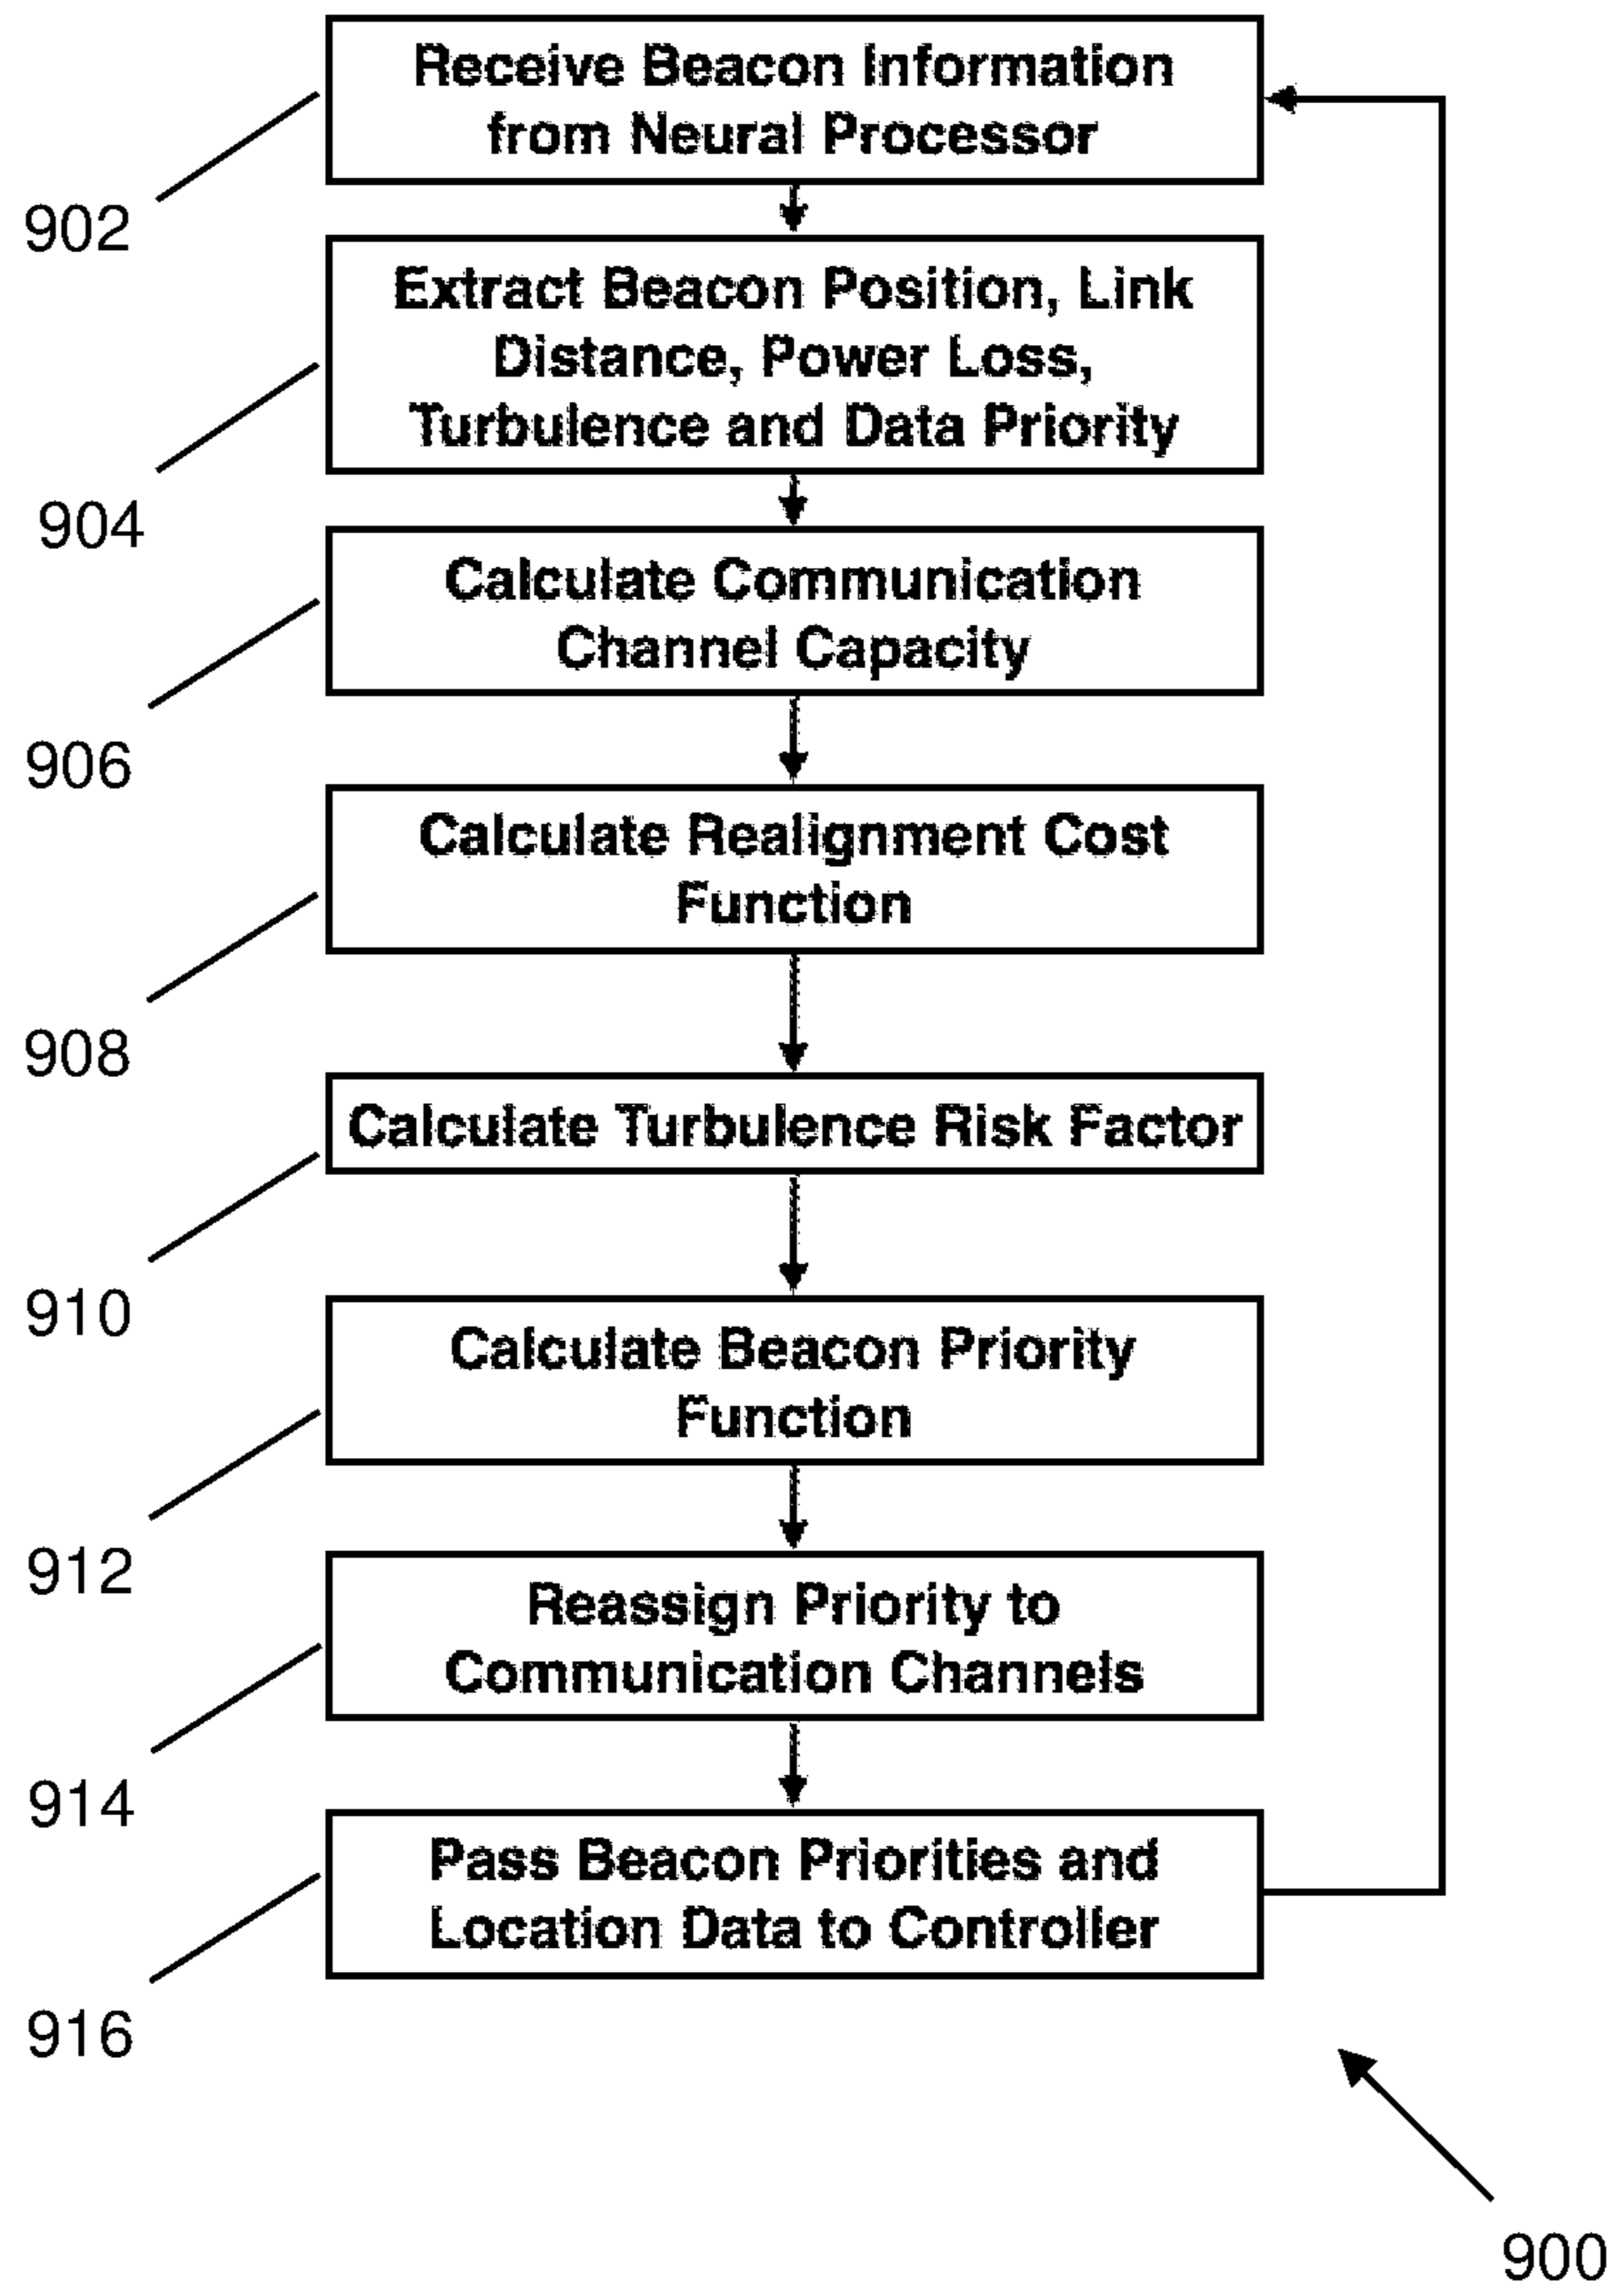 Receive Beacon Information
from Neural Processor
902
Extract Beacon Position, Link
Distance, Power Loss,
Turbulence and Data Priority
904
Calculate Communication
Channel Capacity
906
Calculate Realignment Cost
Function
908
Calculate Turbulence Risk Factor
910
Calculate Beacon Priority
Function
912
Reassign Priority to
Communication Channels
914
Pass Beacon Priorities and
Location Data to Controller
916
900